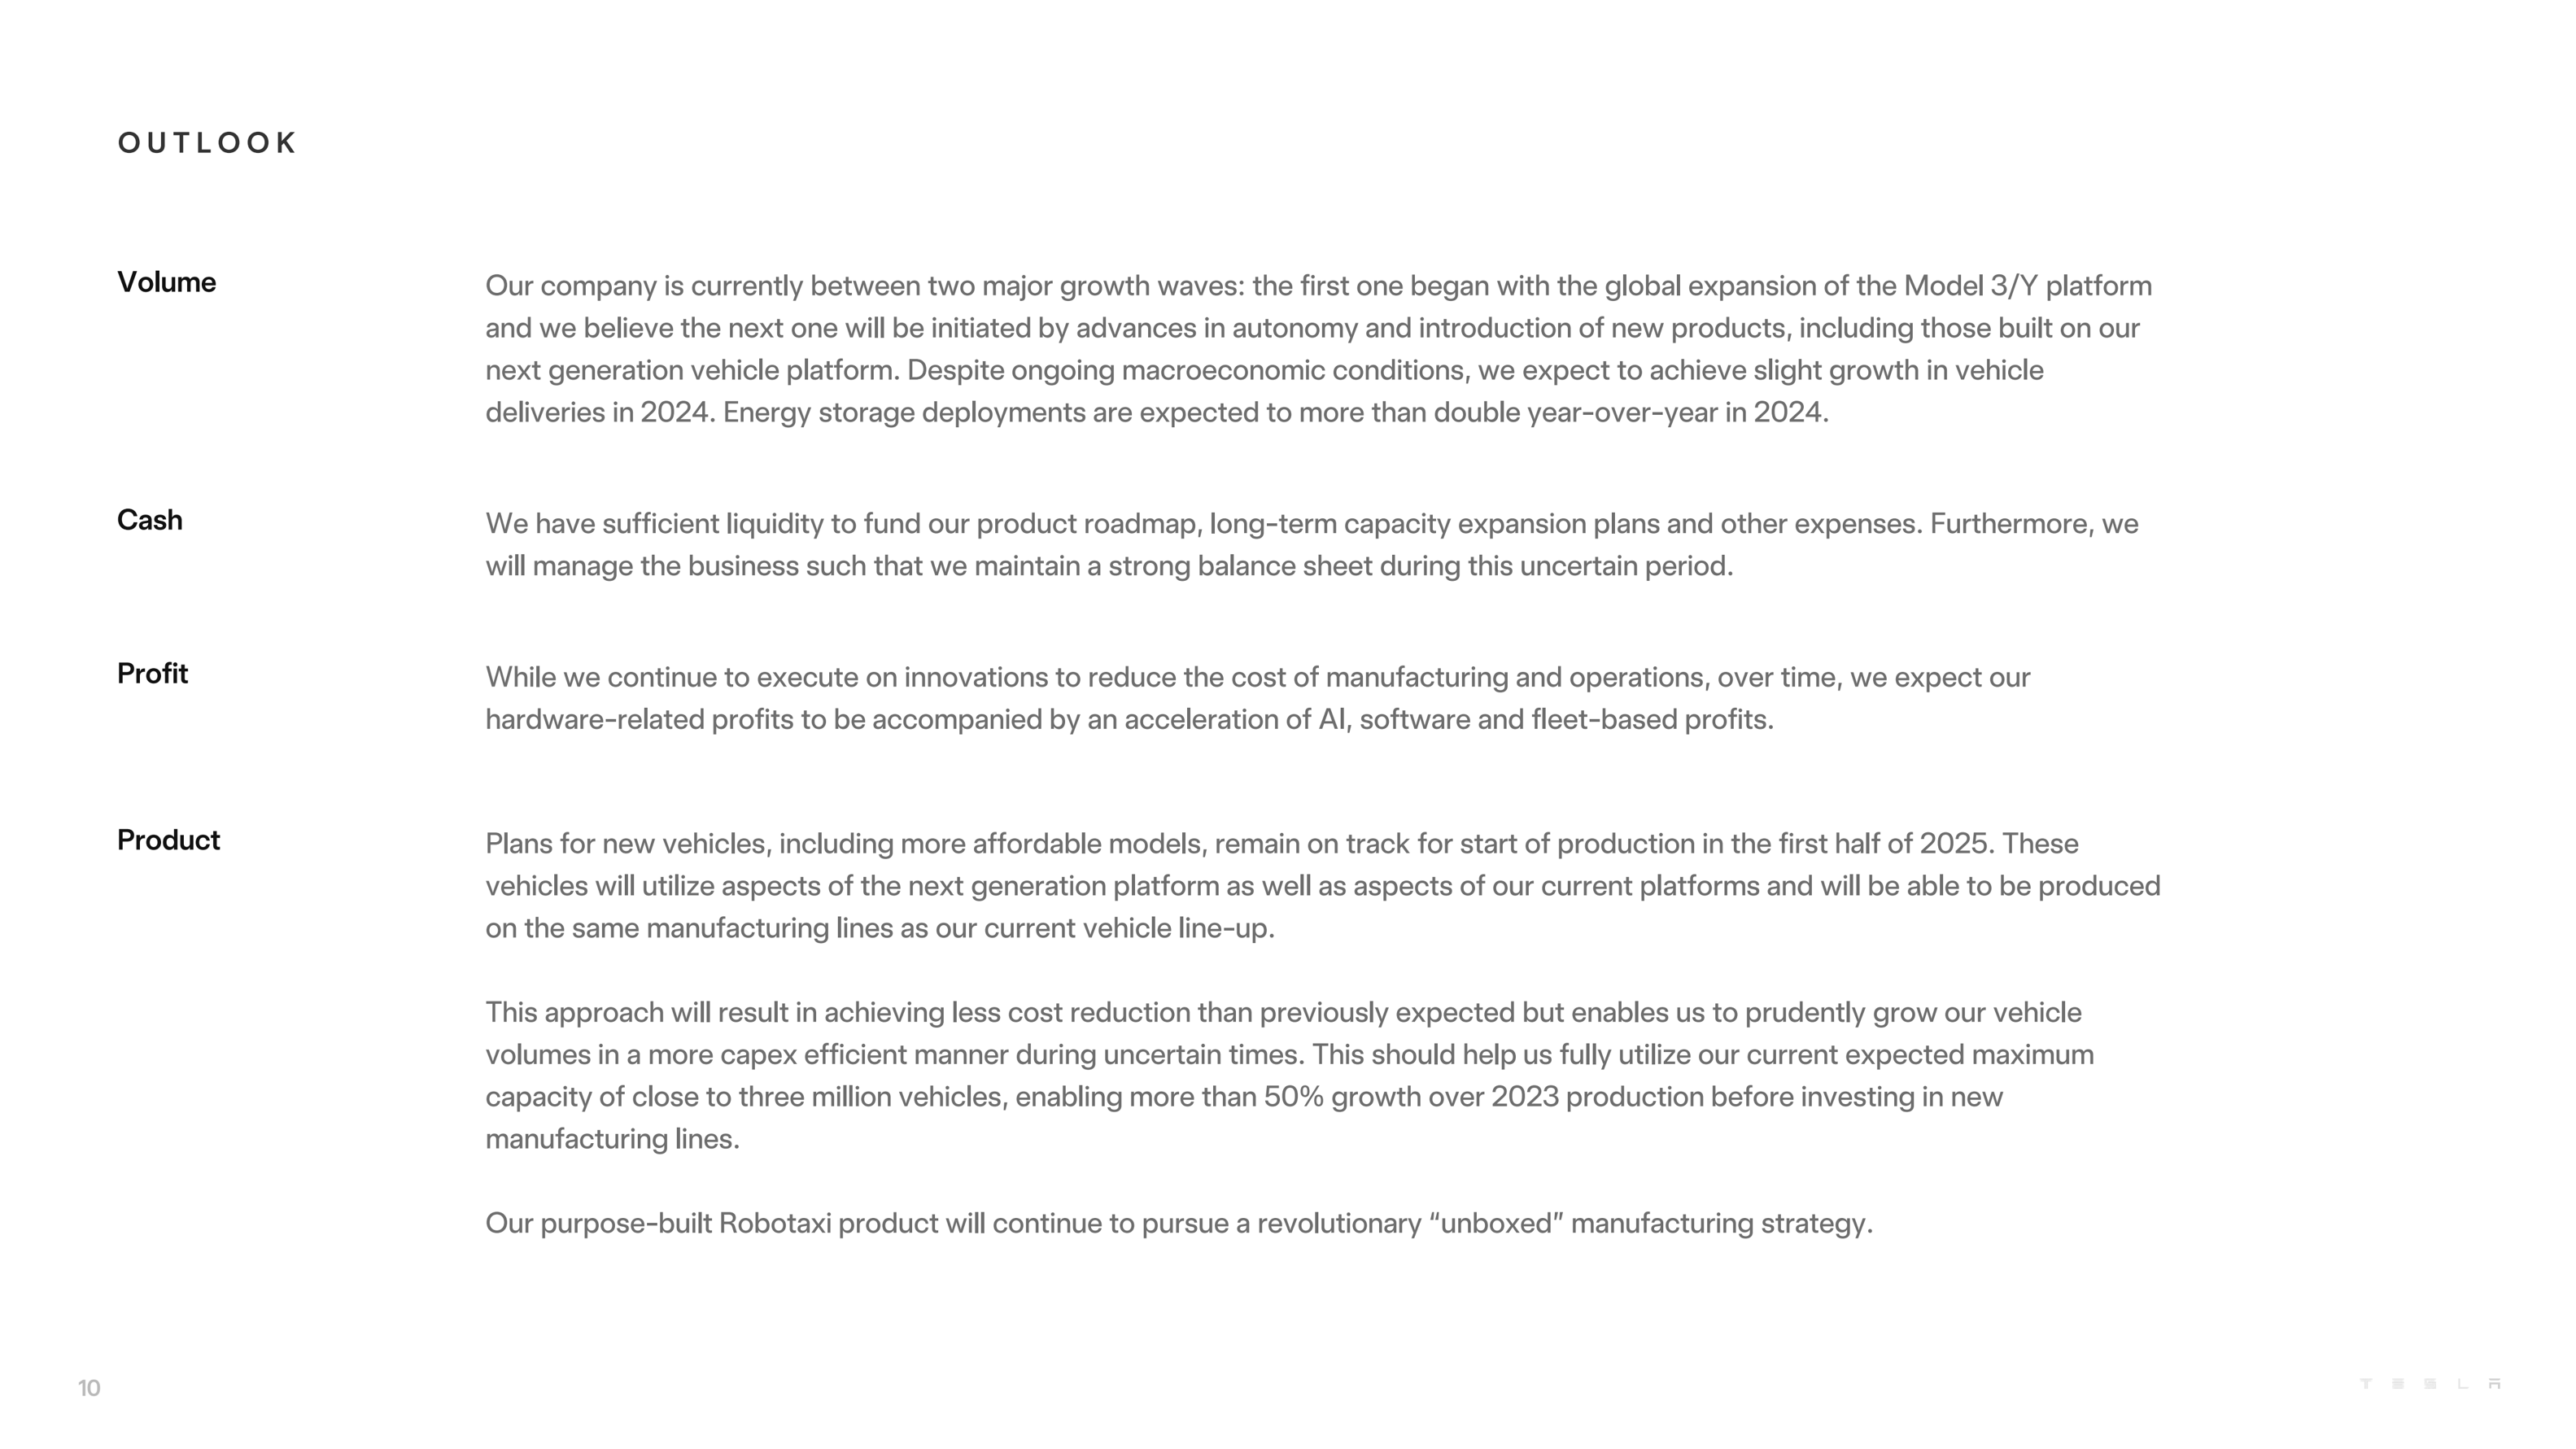 OUTLOOK
Volume
Our company is currently between two major growth waves: the first one began with the global expansion of the Model 3/Y platform
and we believe the next one will be initiated by advances in autonomy and introduction of new products, including those built on our
next generation vehicle platform. Despite ongoing macroeconomic conditions, we expect to achieve slight growth in vehicle
deliveries in 2024. Energy storage deployments are expected to more than double year-over-year in 2024.
Cash
We have sufficient liquidity to fund our product roadmap, long-term capacity expansion plans and other expenses. Furthermore, we
will manage the business such that we maintain a strong balance sheet during this uncertain period.
Profit
While we continue to execute on innovations to reduce the cost of manufacturing and operations, over time, we expect our
hardware-related profits to be accompanied by an acceleration of AI, software and fleet-based profits.
Product
Plans for new vehicles, including more affordable models, remain on track for start of production in the first half of 2025. These
vehicles will utilize aspects of the next generation platform as well as aspects of our current platforms and will be able to be produced
on the same manufacturing lines as our current vehicle line-up.
This approach will result in achieving less cost reduction than previously expected but enables us to prudently grow our vehicle
volumes in a more capex efficient manner during uncertain times. This should help us fully utilize our current expected maximum
capacity of close to three million vehicles, enabling more than 50% growth over 2023 production before investing in new
manufacturing lines.
Our purpose-built Robotaxi product will continue to pursue a revolutionary “unboxed” manufacturing strategy.
10
TESLA